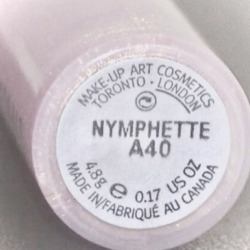 MAKE-UP ART COSMETICS
TORONTO · LONDON
NYMPHETTE
A40
4.8g e 0.17 US OZ
MADE IN/FABRIQUÉ AU CANADA